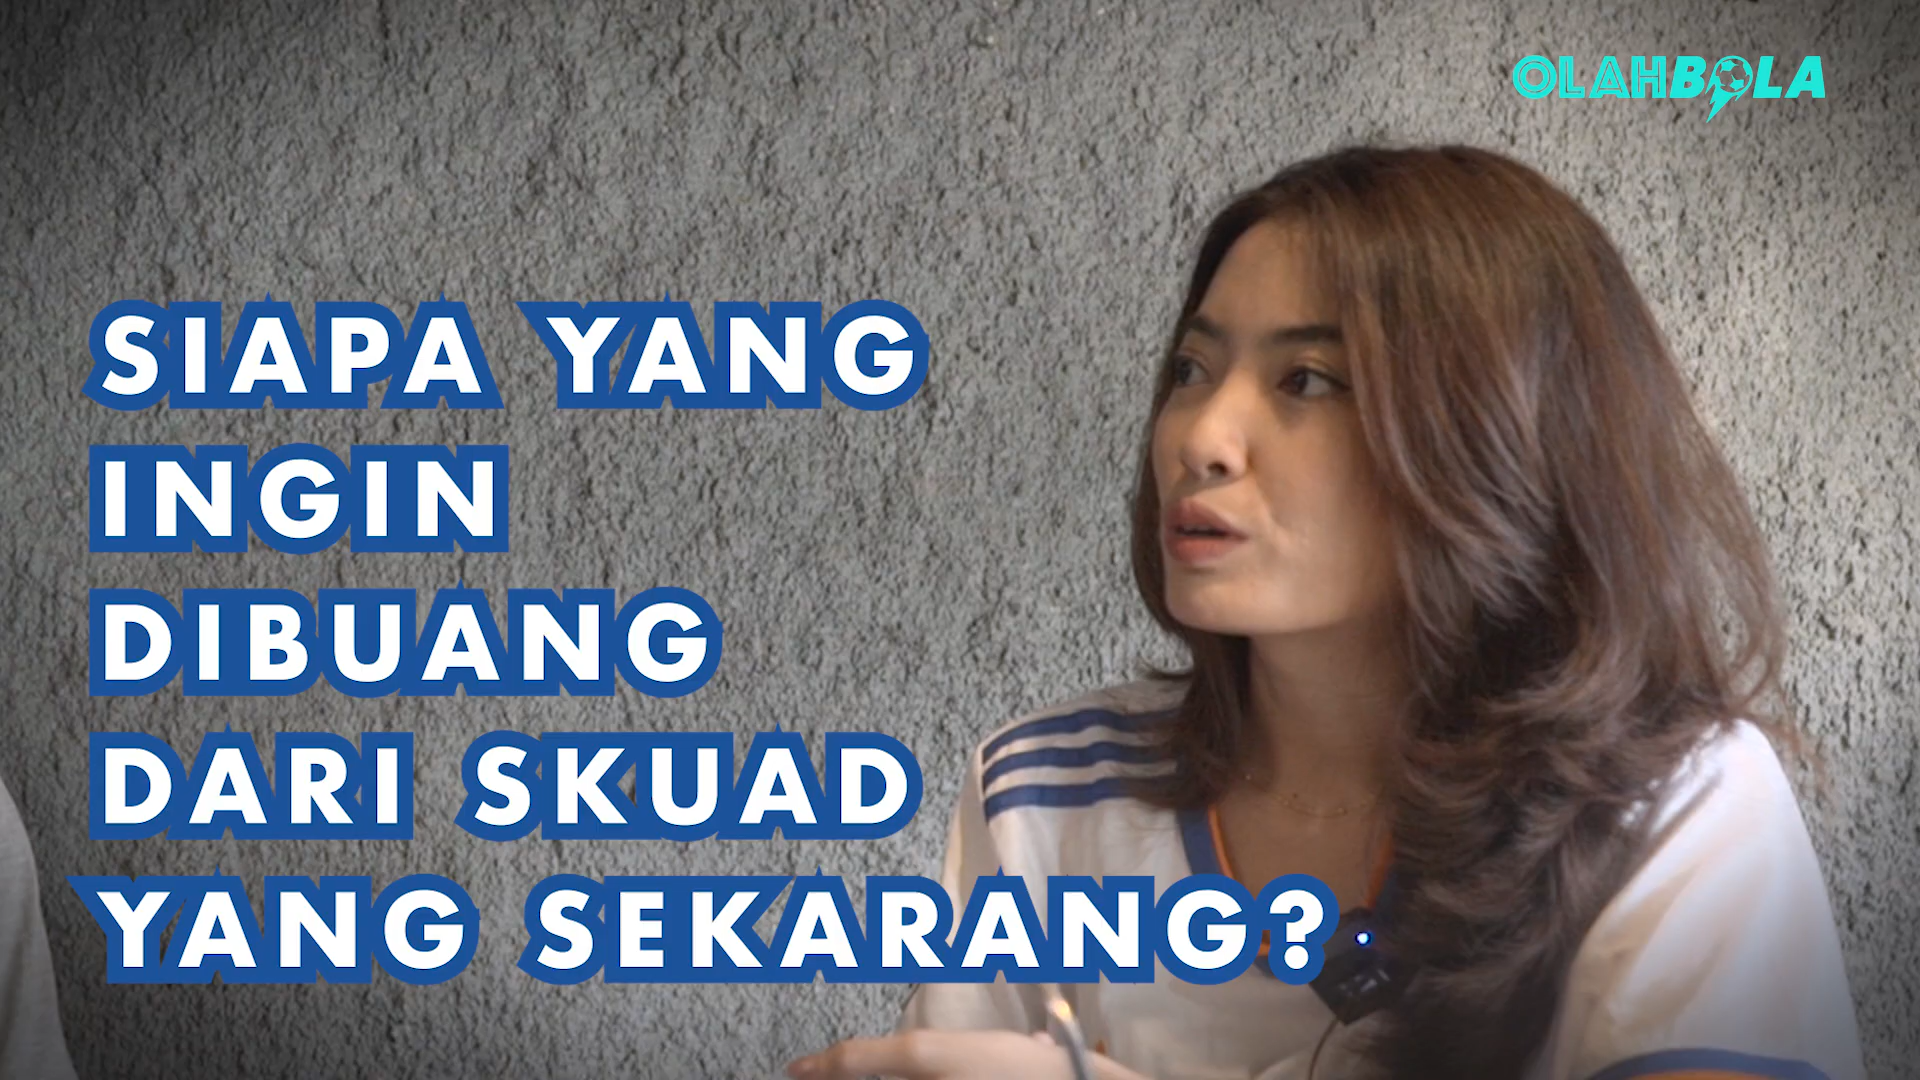 OLAHBOLA
SIAPA YANG
INGIN
DIBUANG
DARI SKUAD
YANG SEKARANG?